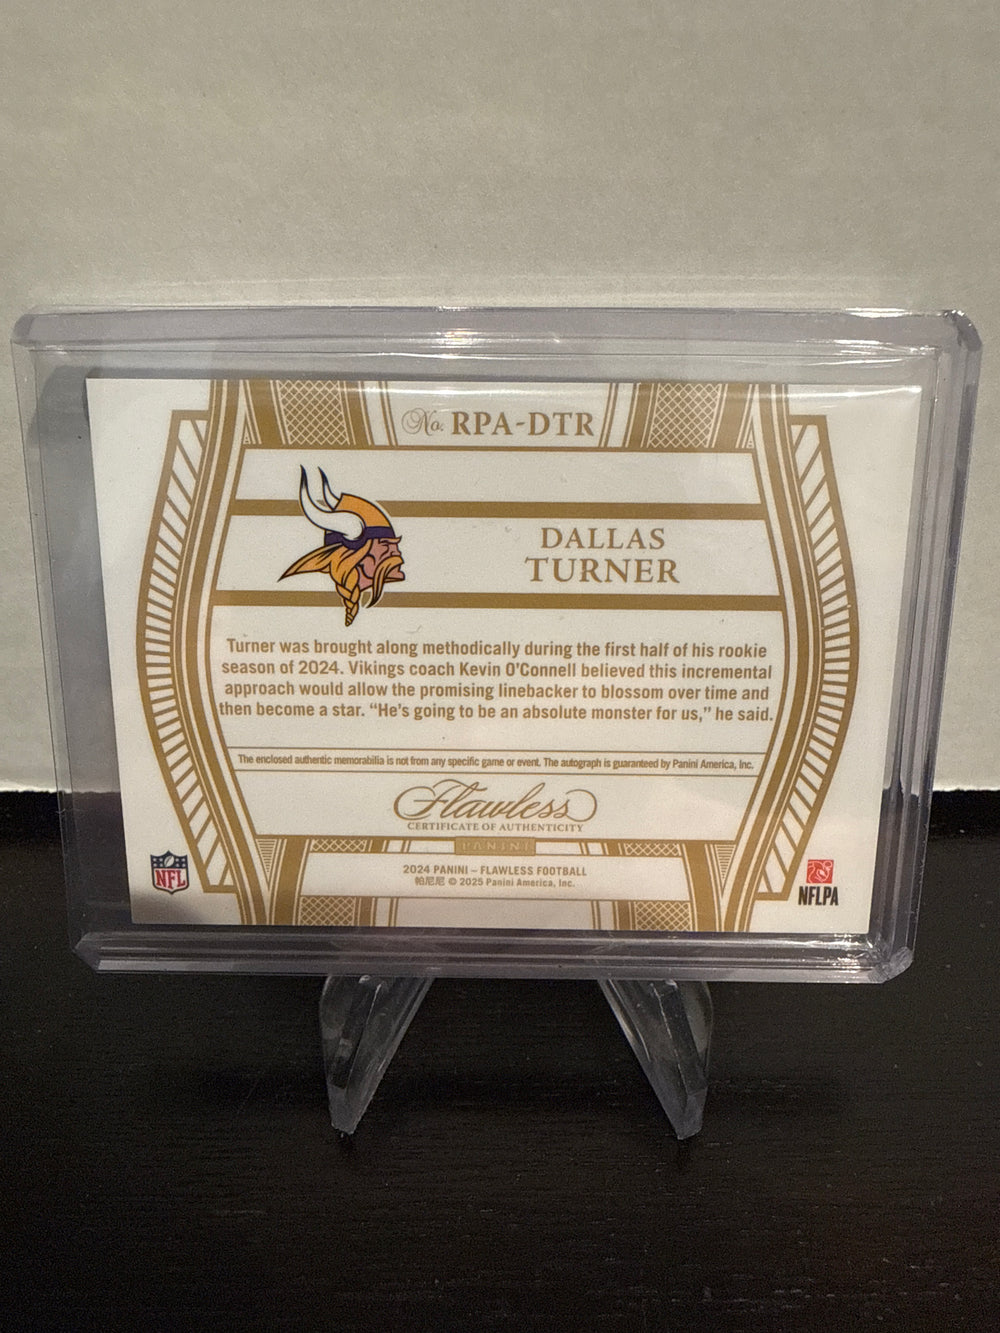 No. RPA-DTR
DALLAS
TURNER
Turner was brought along methodically during the first half of his rookie
season of 2024. Vikings coach Kevin O'Connell believed this incremental
approach would allow the promising linebacker to blossom over time and
then become a star. “He's going to be an absolute monster for us,” he said.
The enclosed authentic memorabilia is not from any specific game or event. The autograph is guaranteed by Panini America, Inc.
Flawless
CERTIFICATE OF AUTHENTICITY
PANINI
2024 PANINI – FLAWLESS FOOTBALL
帕尼尼 © 2025 Panini America, Inc.
NFL
NFLPA